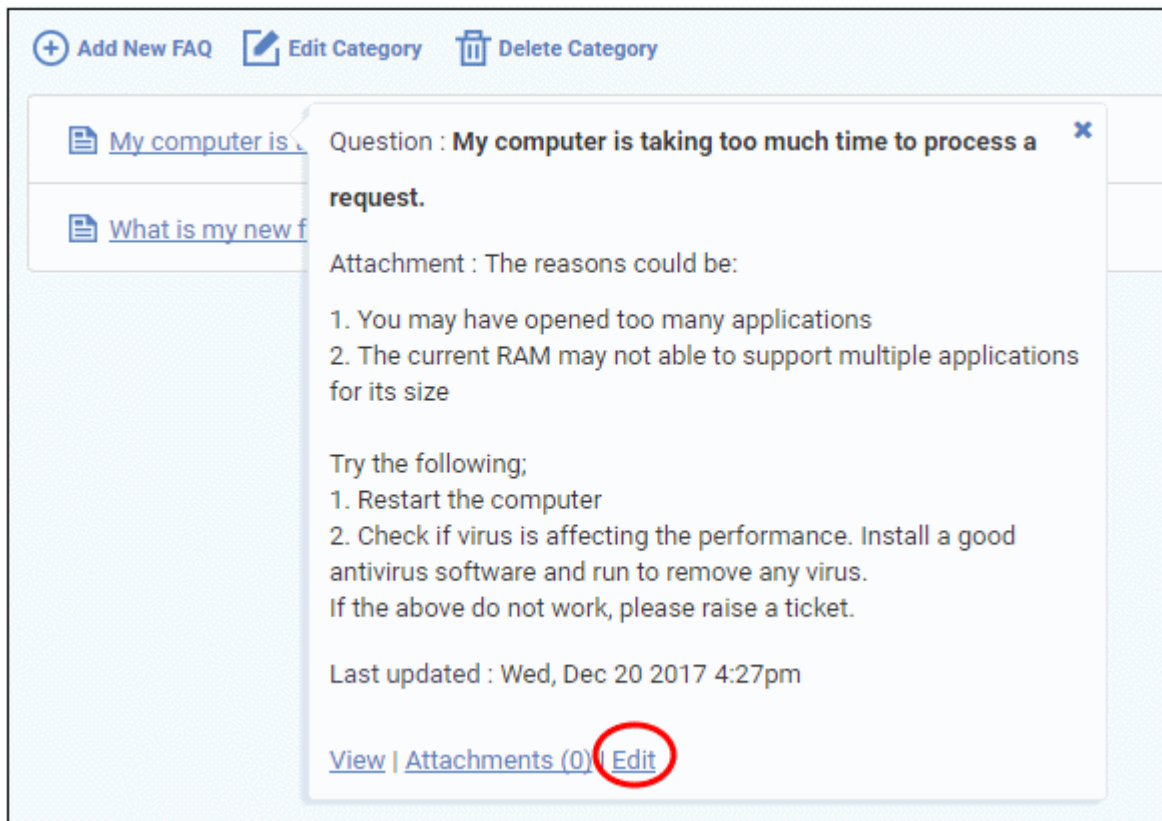 Add New FAQ Edit Category Delete Category
My computer is
Question : My computer is taking too much time to process a
request.
What is my new f
Attachment : The reasons could be:
1. You may have opened too many applications
2. The current RAM may not able to support multiple applications
for its size
Try the following;
1. Restart the computer
2. Check if virus is affecting the performance. Install a good
antivirus software and run to remove any virus.
If the above do not work, please raise a ticket.
Last updated : Wed, Dec 20 2017 4:27pm
View | Attachments (0) | Edit